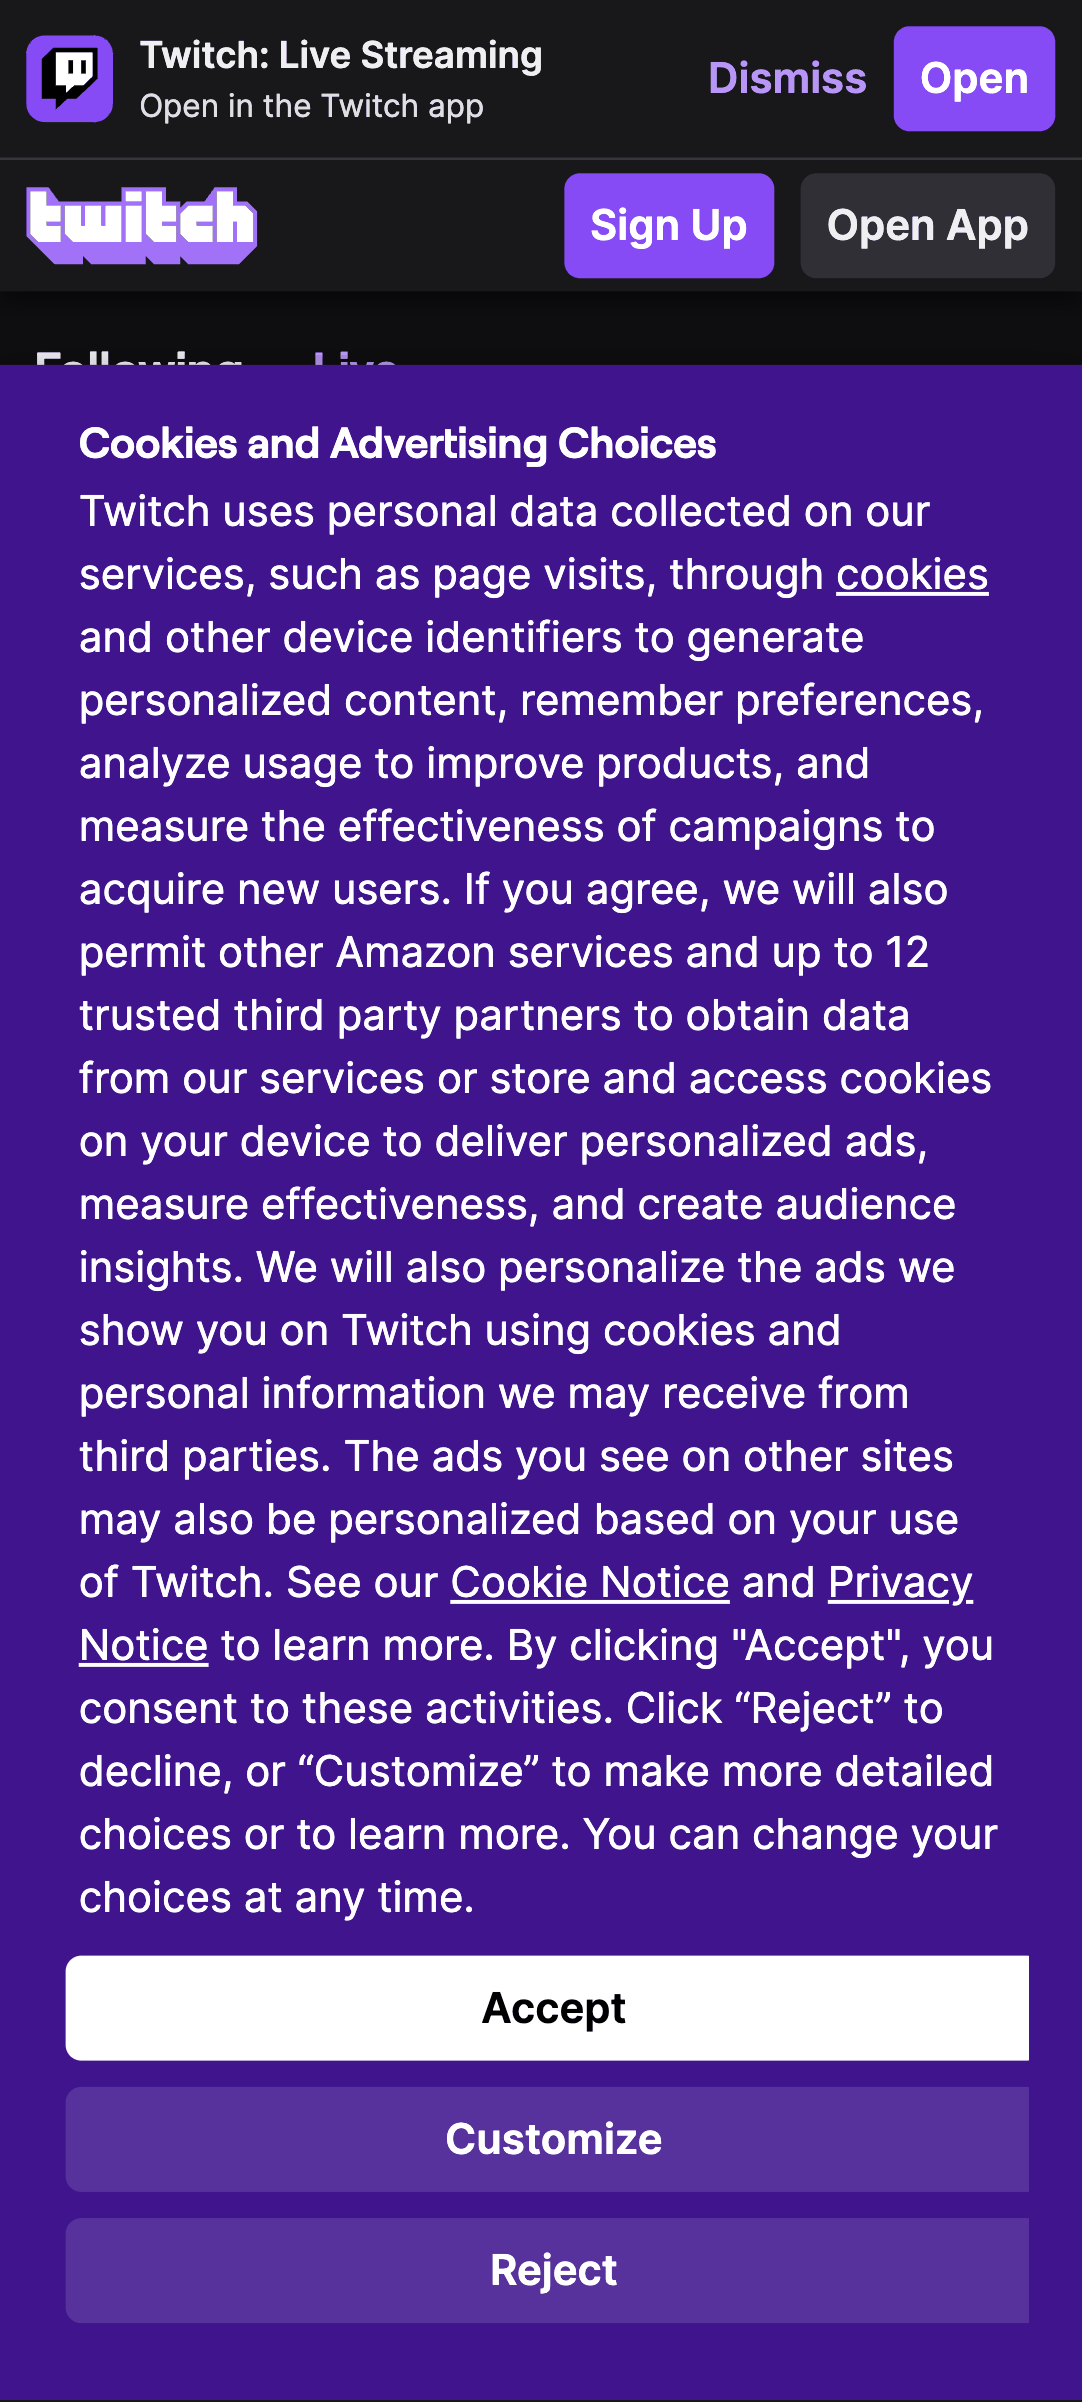 Twitch: Live Streaming
Open in the Twitch app
Dismiss
Open
twitch
Sign Up
Open App
Following
Live
Cookies and Advertising Choices
Twitch uses personal data collected on our
services, such as page visits, through cookies
and other device identifiers to generate
personalized content, remember preferences,
analyze usage to improve products, and
measure the effectiveness of campaigns to
acquire new users. If you agree, we will also
permit other Amazon services and up to 12
trusted third party partners to obtain data
from our services or store and access cookies
on your device to deliver personalized ads,
measure effectiveness, and create audience
insights. We will also personalize the ads we
show you on Twitch using cookies and
personal information we may receive from
third parties. The ads you see on other sites
may also be personalized based on your use
of Twitch. See our Cookie Notice and Privacy
Notice to learn more. By clicking "Accept", you
consent to these activities. Click “Reject” to
decline, or “Customize” to make more detailed
choices or to learn more. You can change your
choices at any time.
Accept
Customize
Reject